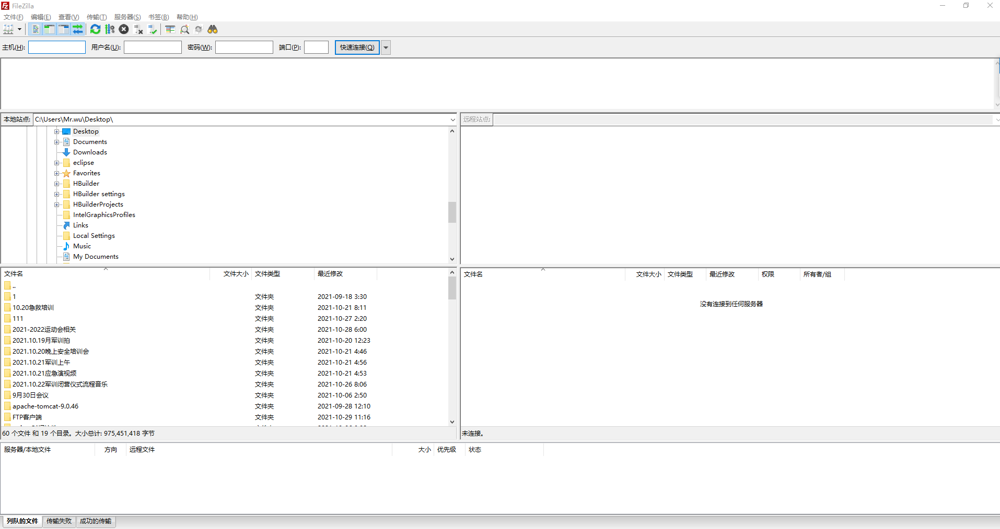 FileZilla
文件(F) 编辑(E) 查看(V) 传输(T) 服务器(S) 书签(B) 帮助(H)
主机(H): 用户名(U): 密码(W): 端口(P): 快速连接(Q)
本地站点: C:\Users\Mr.wu\Desktop\
远程站点:
Desktop
Documents
Downloads
eclipse
Favorites
HBuilder
HBuilder settings
HBuilderProjects
IntelGraphicsProfiles
Links
Local Settings
Music
My Documents
文件名 文件大小 文件类型 最近修改
..
1 文件夹 2021-09-18 3:30
10.20急救培训 文件夹 2021-10-21 8:11
111 文件夹 2021-10-27 2:20
2021-2022运动会相关 文件夹 2021-10-28 6:00
2021.10.19月军训拍 文件夹 2021-10-20 12:23
2021.10.20晚上安全培训会 文件夹 2021-10-21 4:46
2021.10.21军训上午 文件夹 2021-10-21 4:56
2021.10.21应急演视频 文件夹 2021-10-21 4:53
2021.10.22军训闭营仪式流程音乐 文件夹 2021-10-26 8:06
9月30日会议 文件夹 2021-10-06 2:50
apache-tomcat-9.0.46 文件夹 2021-09-28 12:10
FTP客户端 文件夹 2021-10-29 11:16
60 个文件 和 19 个目录。大小总计: 975,451,418 字节
文件名 文件大小 文件类型 最近修改 权限 所有者/组
没有连接到任何服务器
未连接。
服务器/本地文件 方向 远程文件 大小 优先级 状态
列队的文件 传输失败 成功的传输